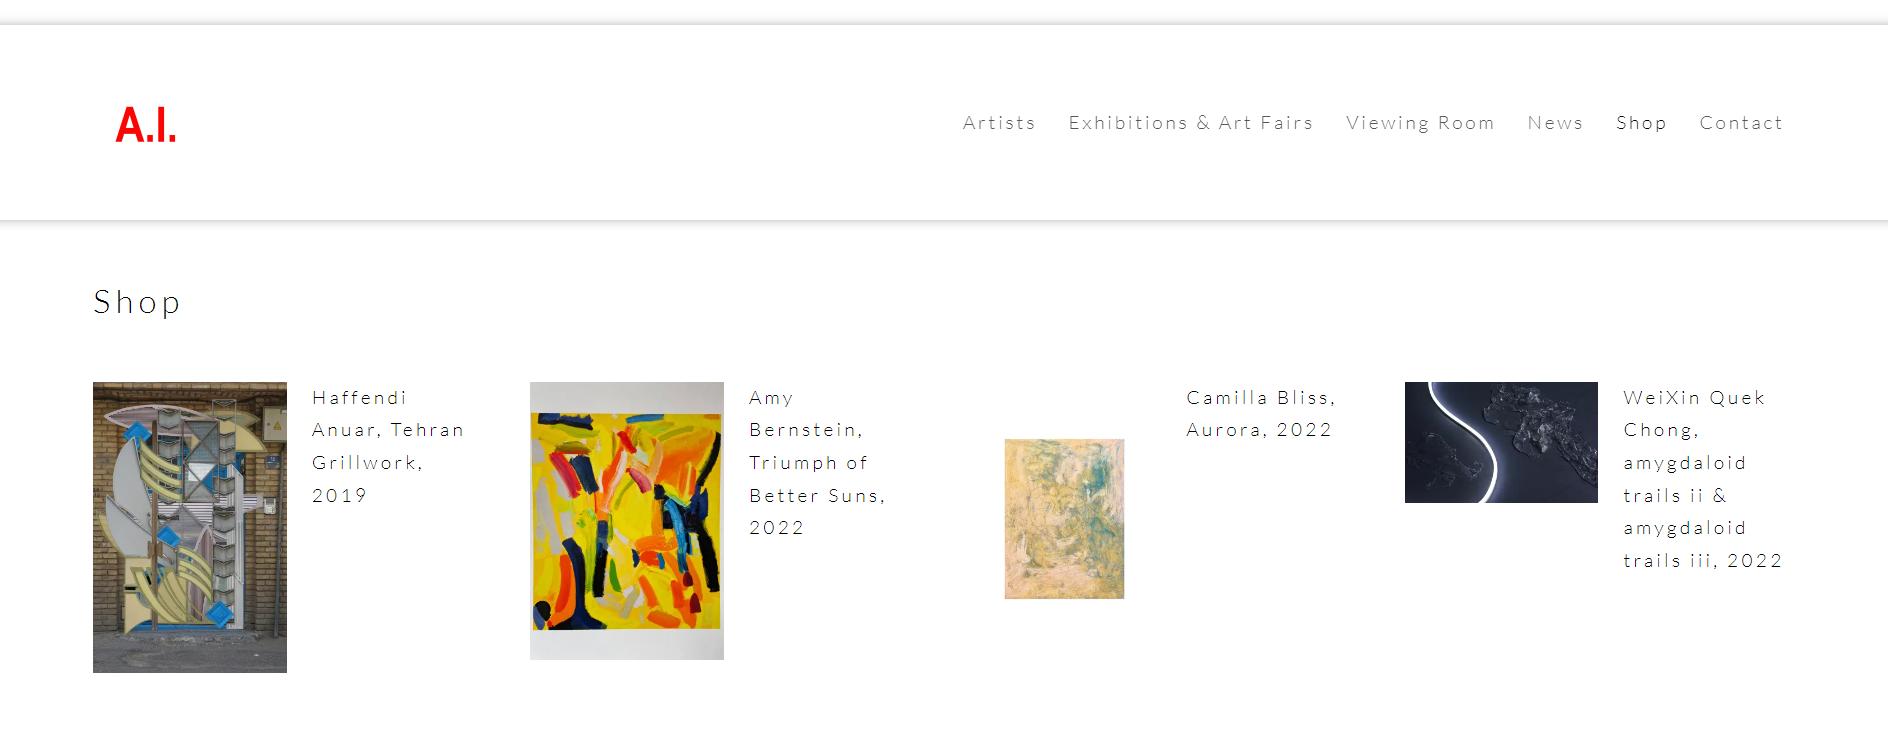 A.I.
Artists Exhibitions & Art Fairs Viewing Room News Shop Contact
Shop
Haffendi
Anuar, Tehran
Grillwork,
2019
Amy
Bernstein,
Triumph of
Better Suns,
2022
Camilla Bliss,
Aurora, 2022
WeiXin Quek
Chong,
amygdaloid
trails ii &
amygdaloid
trails iii, 2022